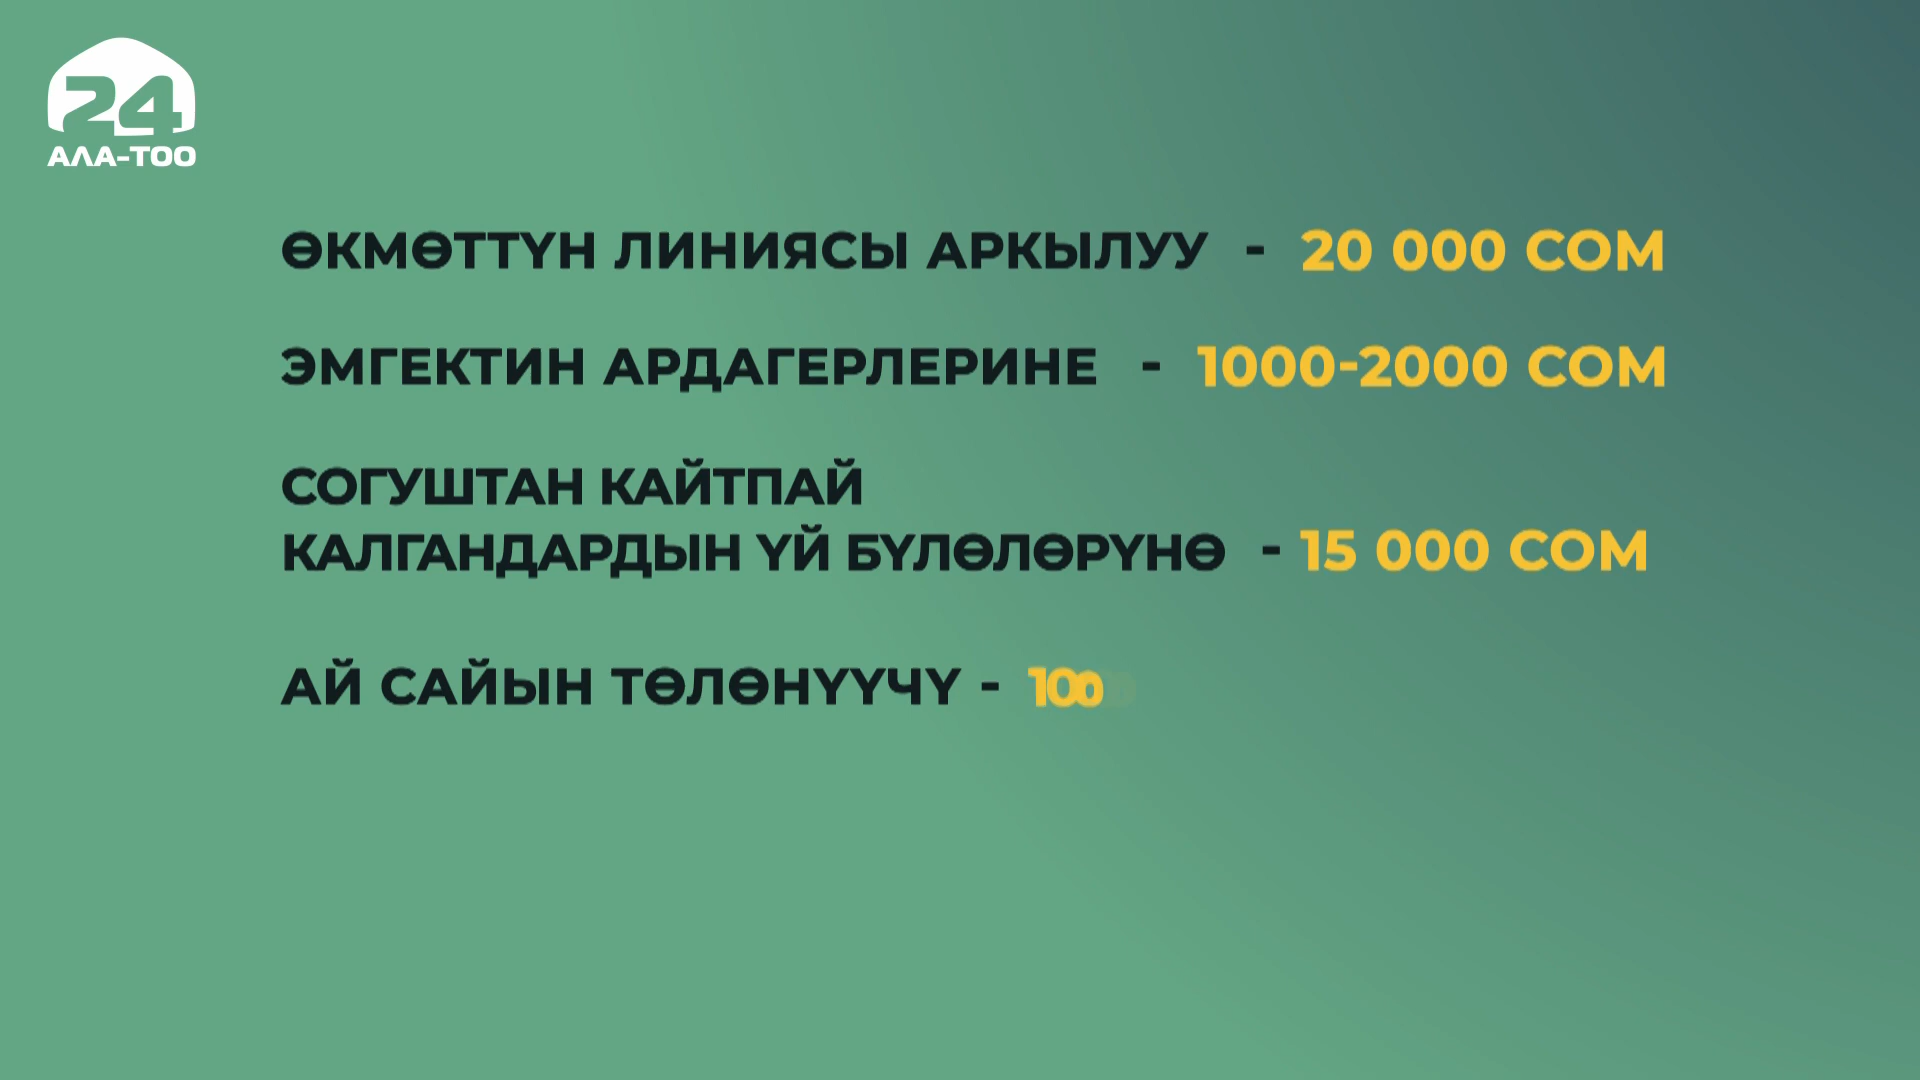 24
АЛА-ТОО
ӨКМӨТТҮН ЛИНИЯСЫ АРКЫЛУУ - 20 000 СОМ
ЭМГЕКТИН АРДАГЕРЛЕРИНЕ - 1000-2000 СОМ
СОГУШТАН КАЙТПАЙ
КАЛГАНДАРДЫН ҮЙ БҮЛӨЛӨРҮНӨ - 15 000 СОМ
АЙ САЙЫН ТӨЛӨНҮҮЧҮ -